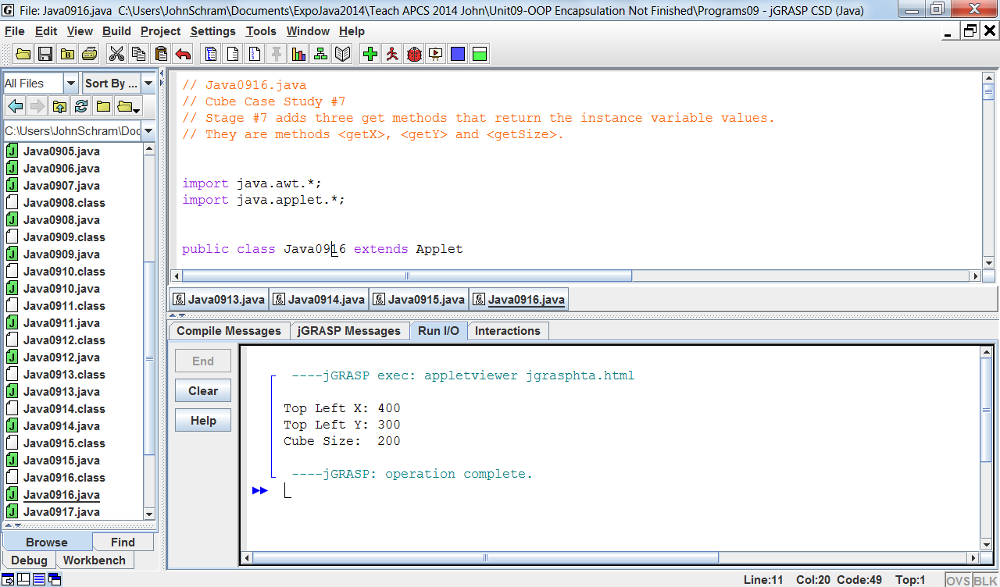 File: Java0916.java  C:\Users\JohnSchram\Documents\ExpoJava2014\Teach APCS 2014 John\Unit09-OOP Encapsulation Not Finished\Programs09 - jGRASP CSD (Java)
File Edit View Build Project Settings Tools Window Help
All Files Sort By ...
C:\Users\JohnSchram\Doc
Java0905.java
Java0906.java
Java0907.java
Java0908.class
Java0908.java
Java0909.class
Java0909.java
Java0910.class
Java0910.java
Java0911.class
Java0911.java
Java0912.class
Java0912.java
Java0913.class
Java0913.java
Java0914.class
Java0914.java
Java0915.class
Java0915.java
Java0916.class
Java0916.java
Java0917.java
Browse Find
Debug Workbench
// Java0916.java
// Cube Case Study #7
// Stage #7 adds three get methods that return the instance variable values.
// They are methods <getX>, <getY> and <getSize>.
import java.awt.*;
import java.applet.*;
public class Java0916 extends Applet
Java0913.java Java0914.java Java0915.java Java0916.java
Compile Messages jGRASP Messages Run I/O Interactions
End
Clear
Help
----jGRASP exec: appletviewer jgrasphta.html
Top Left X: 400
Top Left Y: 300
Cube Size:  200
----jGRASP: operation complete.
Line:11 Col:20 Code:49 Top:1 OVS BLK